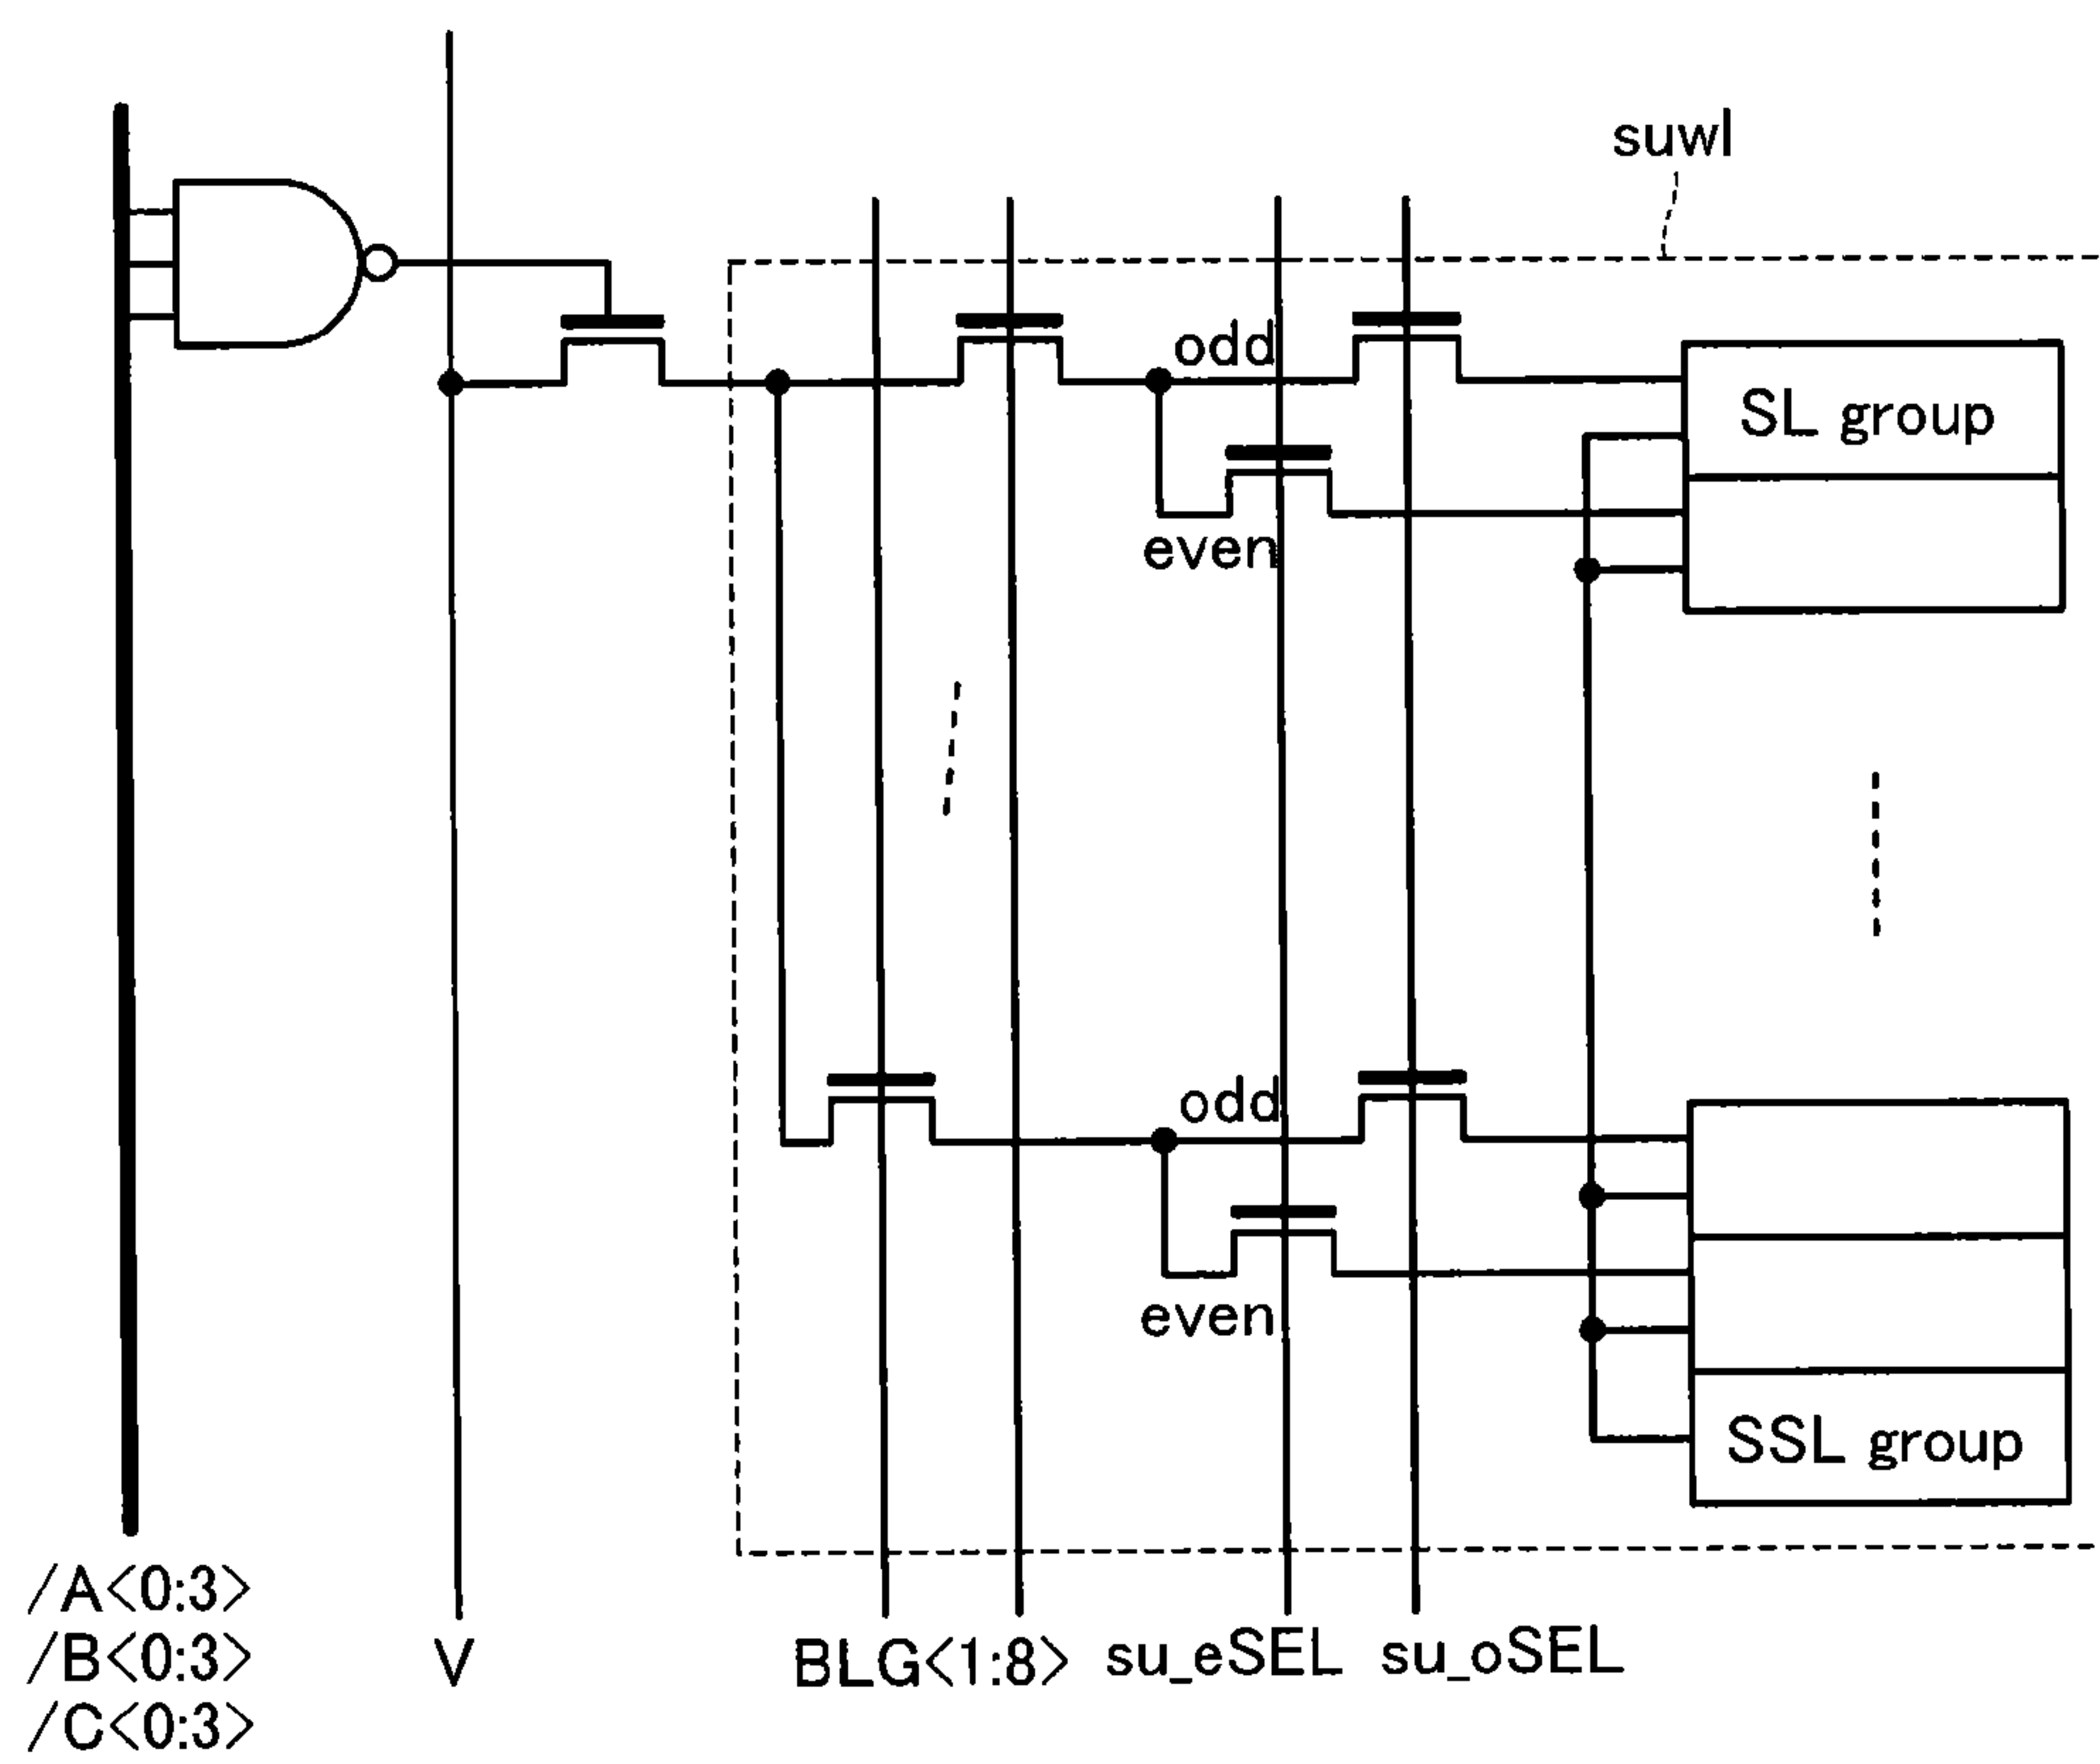 suwl
odd
SL group
even
odd
even
SSL group
/A<0:3>
/B<0:3>
/C<0:3>
V
BLG<1:8>
su_eSEL
su_oSEL